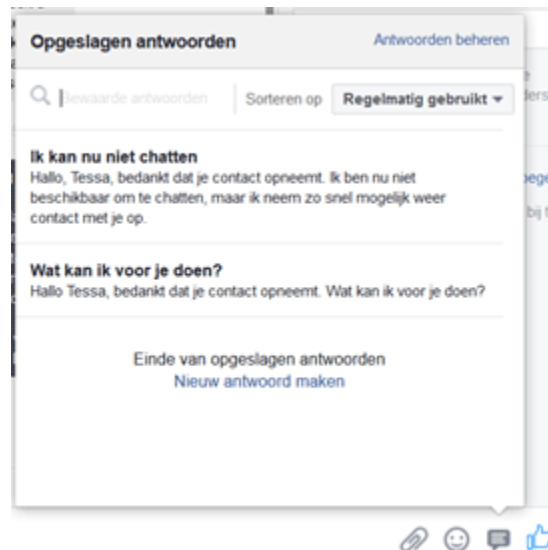 Opgeslagen antwoorden
Antwoorden beheren
Bewaarde antwoorden
Sorteren op
Regelmatig gebruikt
Ik kan nu niet chatten
Hallo, Tessa, bedankt dat je contact opneemt. Ik ben nu niet
beschikbaar om te chatten, maar ik neem zo snel mogelijk weer
contact met je op.
Wat kan ik voor je doen?
Hallo Tessa, bedankt dat je contact opneemt. Wat kan ik voor je doen?
Einde van opgeslagen antwoorden
Nieuw antwoord maken